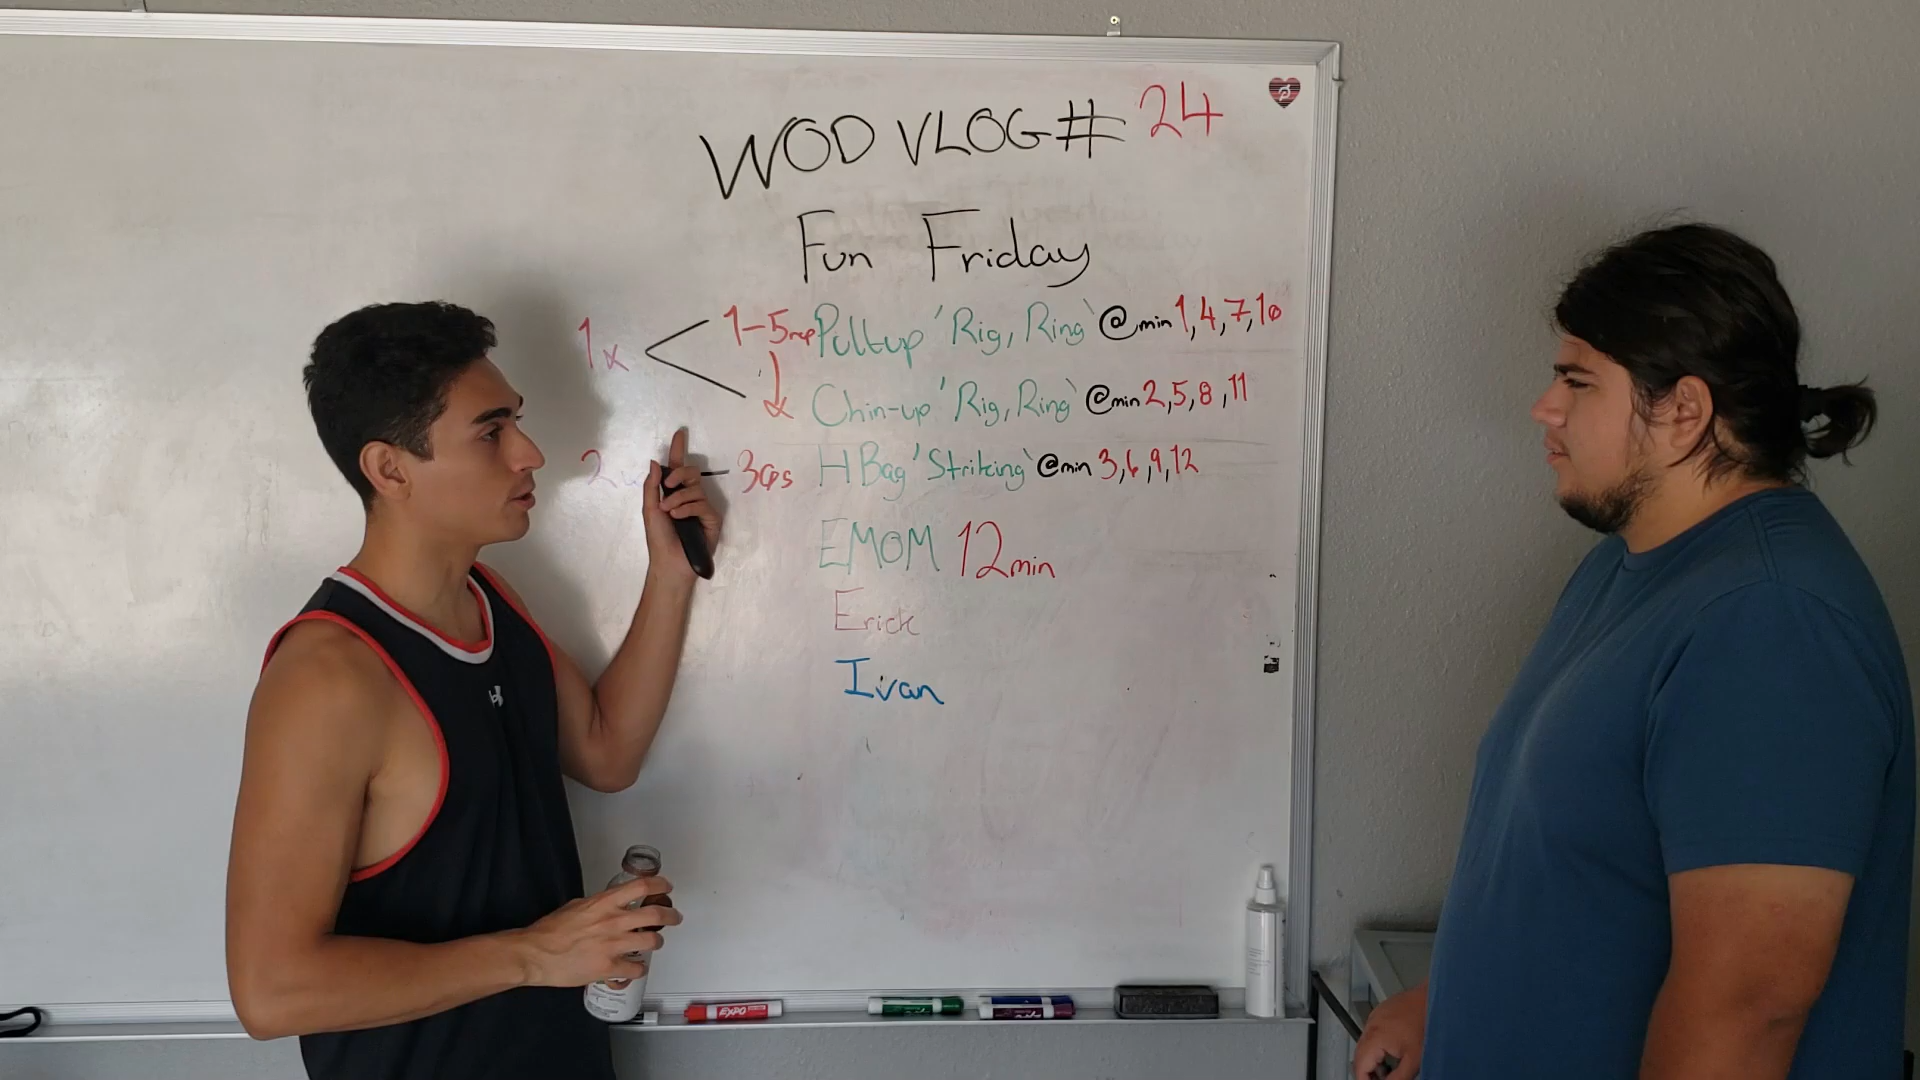 WOD VLOG # 24
Fun Friday
1x
1-5rep Pullup 'Rig, Ring' @min 1,4,7,10
Chin-up 'Rig, Ring' @min 2,5,8,11
2
H Bag 'Striking' @min 3,6,9,12
EMOM 12min
Erick
Ivan
EXPO